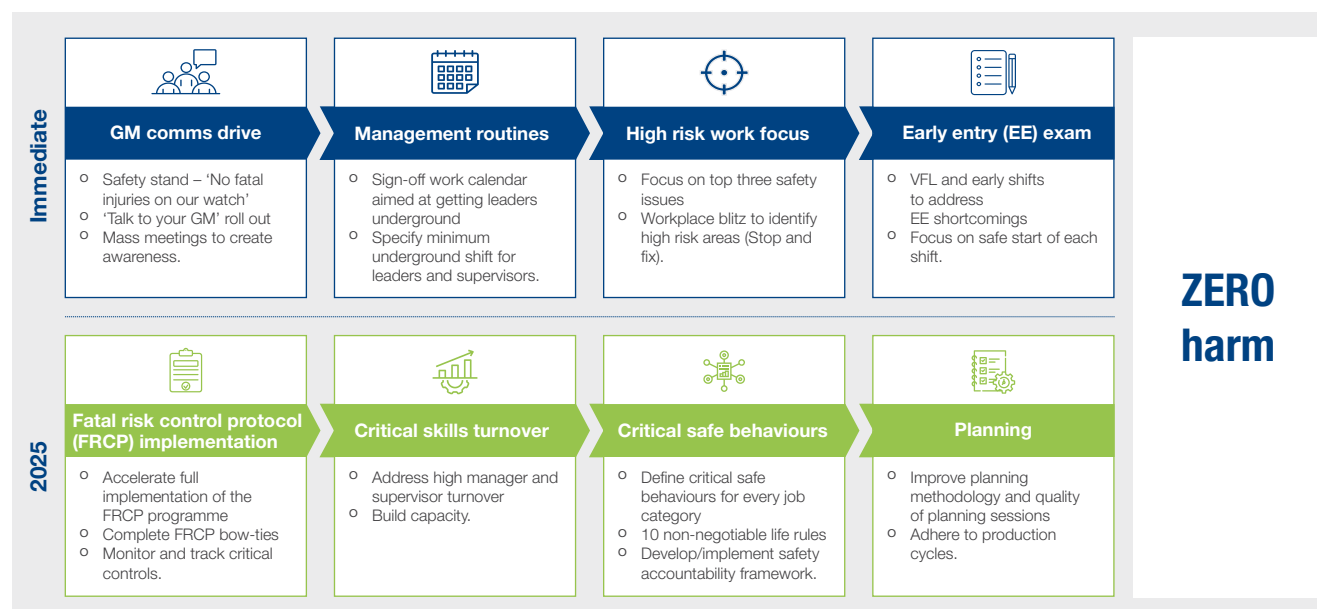 Immediate
GM comms drive
o Safety stand – ‘No fatal
injuries on our watch’
o ‘Talk to your GM’ roll out
o Mass meetings to create
awareness.
Management routines
o Sign-off work calendar
aimed at getting leaders
underground
o Specify minimum
underground shift for
leaders and supervisors.
High risk work focus
o Focus on top three safety
issues
o Workplace blitz to identify
high risk areas (Stop and
fix).
Early entry (EE) exam
o VFL and early shifts
to address
EE shortcomings
o Focus on safe start of each
shift.
2025
Fatal risk control protocol
(FRCP) implementation
o Accelerate full
implementation of the
FRCP programme
o Complete FRCP bow-ties
o Monitor and track critical
controls.
Critical skills turnover
o Address high manager and
supervisor turnover
o Build capacity.
Critical safe behaviours
o Define critical safe
behaviours for every job
category
o 10 non-negotiable life rules
o Develop/implement safety
accountability framework.
Planning
o Improve planning
methodology and quality
of planning sessions
o Adhere to production
cycles.
ZERO
harm